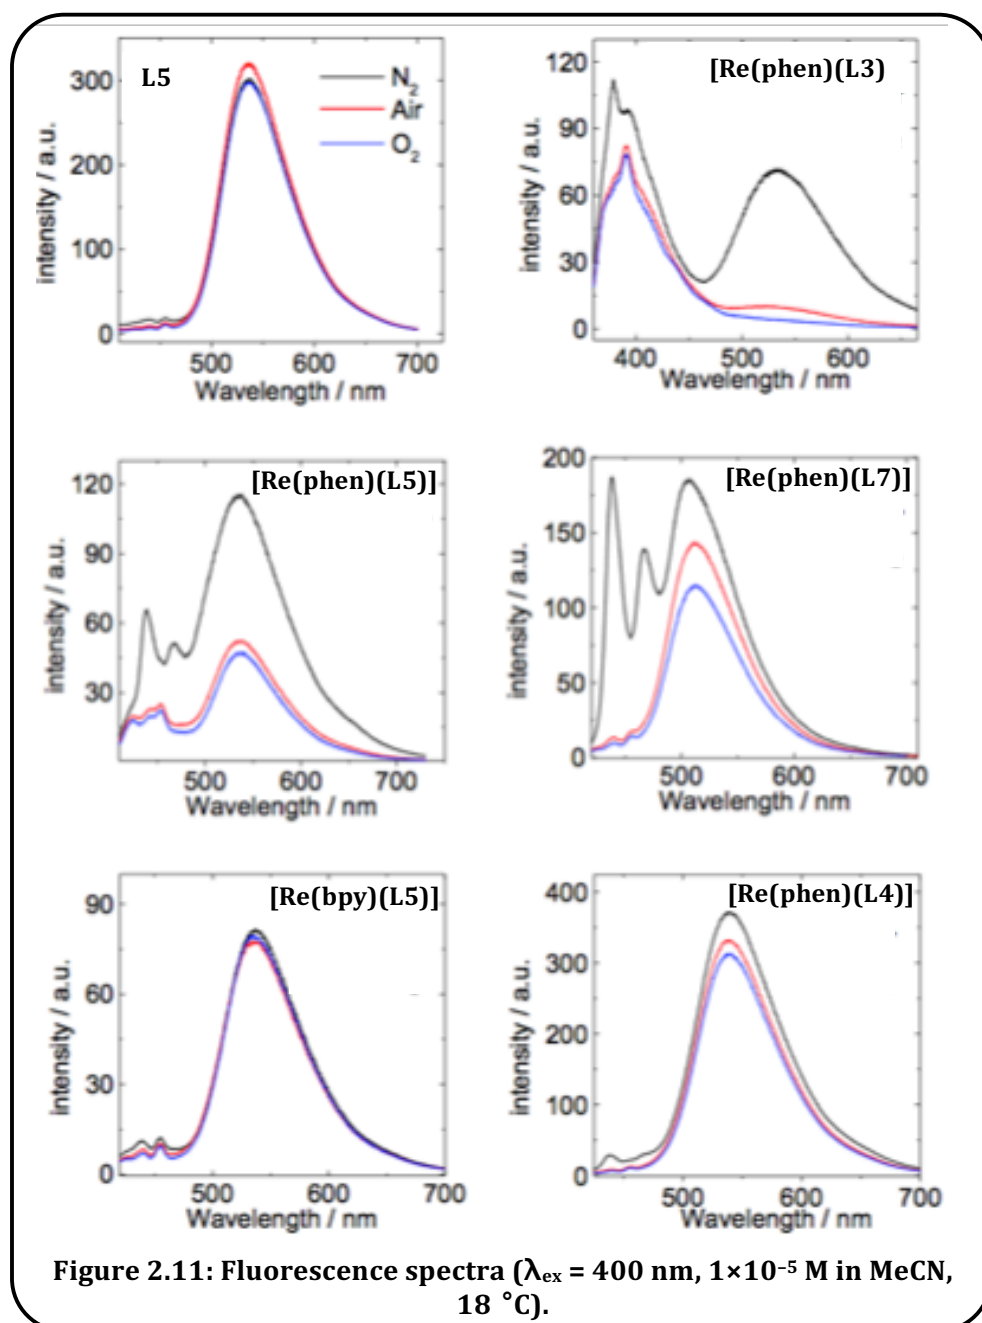 L5
N2
Air
O2
300
200
100
0
intensity / a.u.
500 600 700
Wavelength / nm
[Re(phen)(L3)
120
90
60
30
0
intensity / a.u.
400 500 600
Wavelength / nm
[Re(phen)(L5)]
120
90
60
30
intensity / a.u.
500 600 700
Wavelength / nm
[Re(phen)(L7)]
200
150
100
50
0
intensity / a.u.
500 600 700
Wavelength / nm
[Re(bpy)(L5)]
90
60
30
0
intensity / a.u.
500 600 700
Wavelength / nm
[Re(phen)(L4)]
400
300
200
100
0
intensity / a.u.
500 600 700
Wavelength / nm
Figure 2.11: Fluorescence spectra (λex = 400 nm, 1×10⁻⁵ M in MeCN,
18 °C).